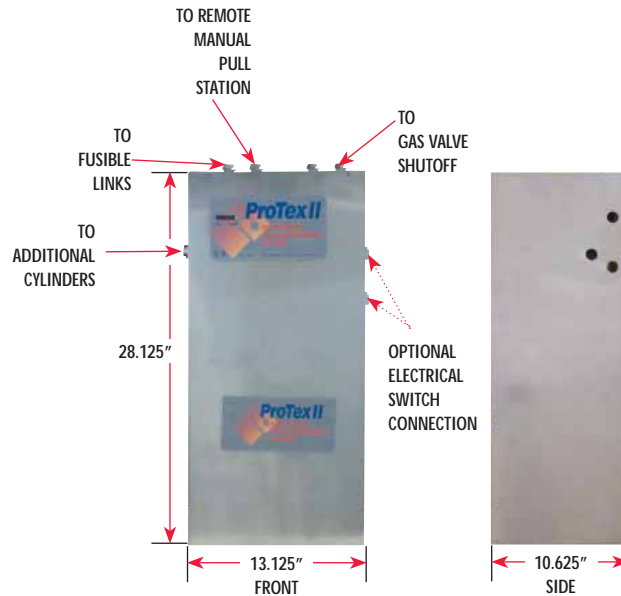 TO REMOTE
MANUAL
PULL
STATION
TO
FUSIBLE
LINKS
TO
GAS VALVE
SHUTOFF
TO
ADDITIONAL
CYLINDERS
ProTex II
28.125"
OPTIONAL
ELECTRICAL
SWITCH
CONNECTION
ProTex II
13.125"
FRONT
10.625"
SIDE